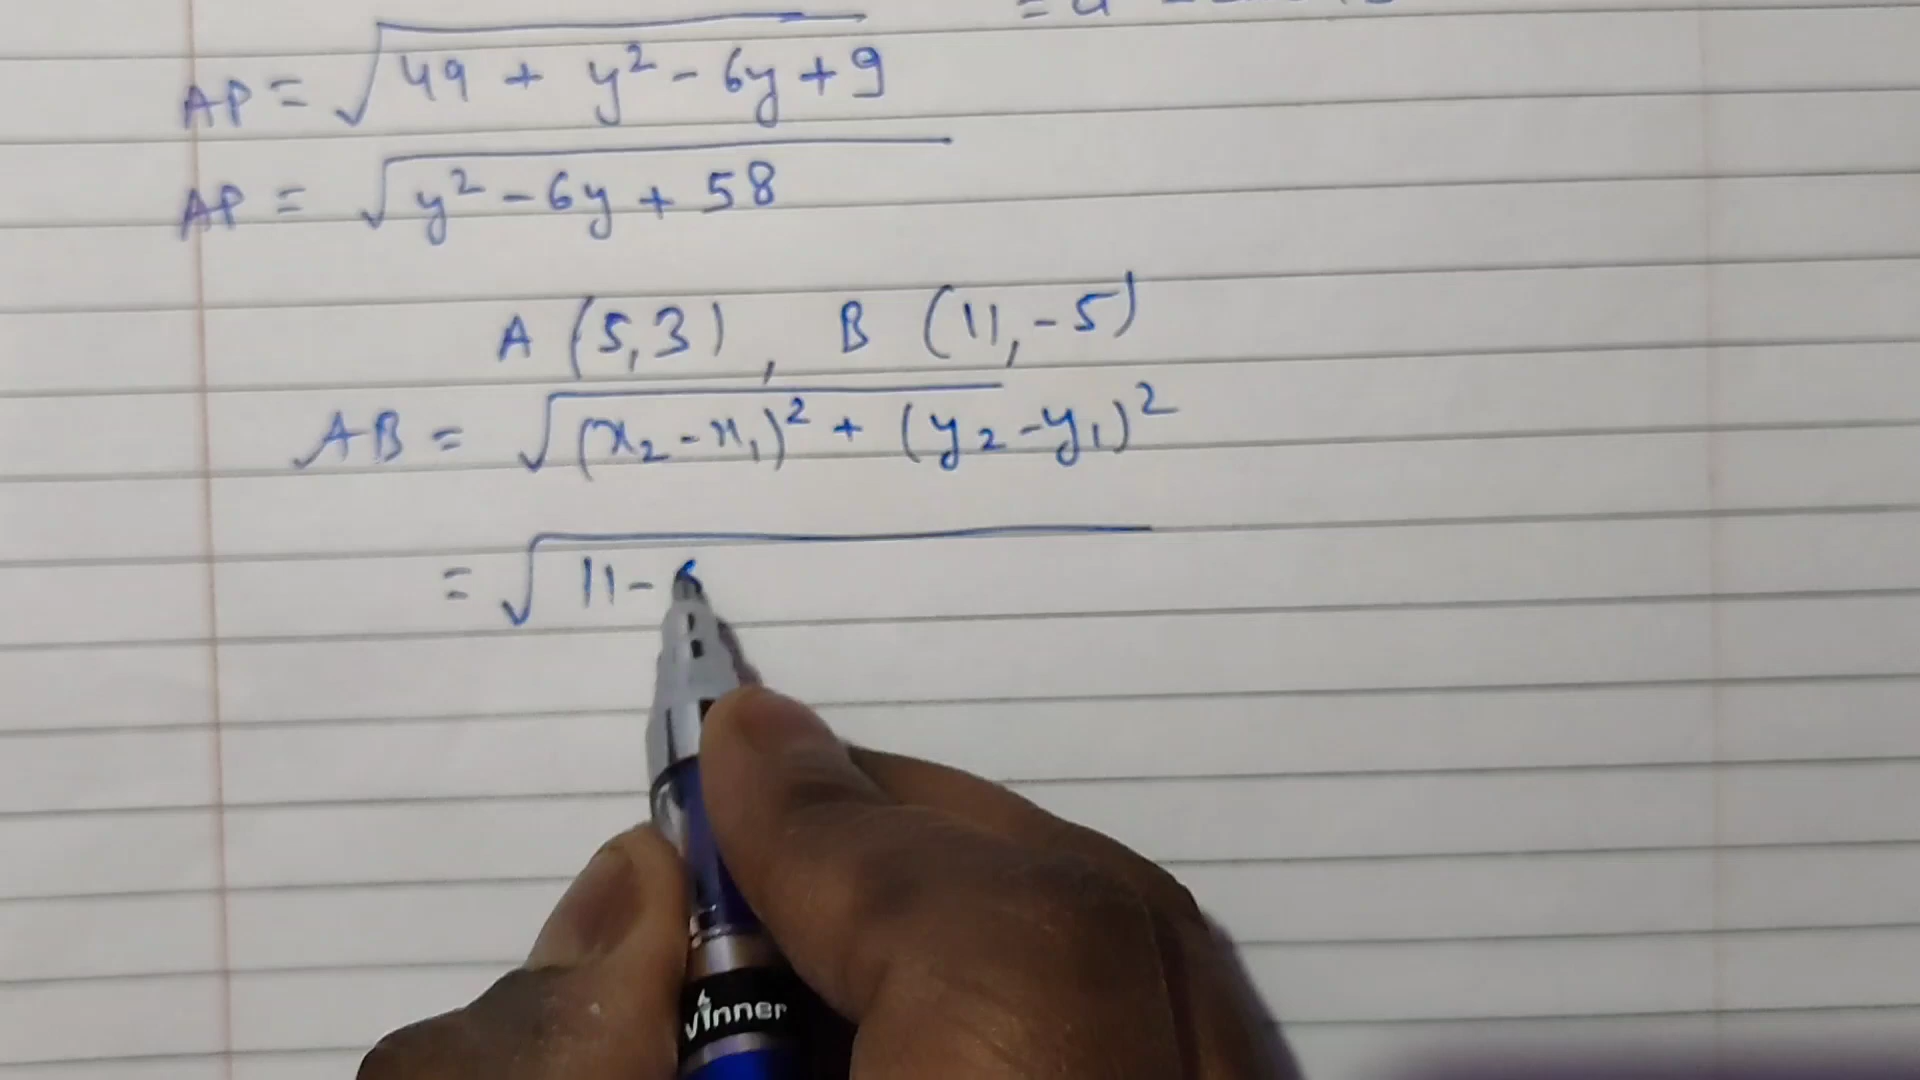 AP = √49 + y² - 6y + 9
AP = √y² - 6y + 58
A (5,3), B (11,-5)
AB = √(x₂-x₁)² + (y₂-y₁)²
= √11-
Winner